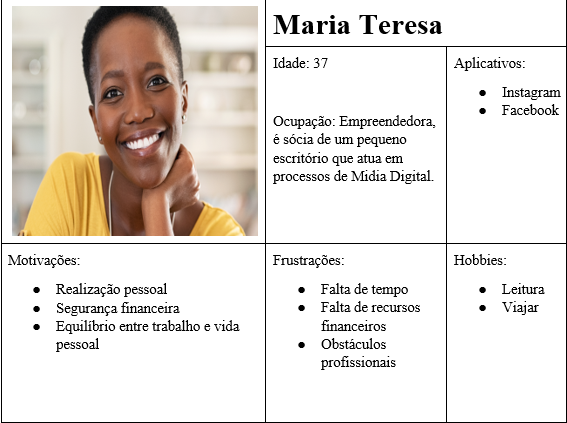 Maria Teresa
Idade: 37
Ocupação: Empreendedora,
é sócia de um pequeno
escritório que atua em
processos de Midia Digital.
Aplicativos:
● Instagram
● Facebook
Motivações:
● Realização pessoal
● Segurança financeira
● Equilíbrio entre trabalho e vida
pessoal
Frustrações:
● Falta de tempo
● Falta de recursos
financeiros
● Obstáculos
profissionais
Hobbies:
● Leitura
● Viajar